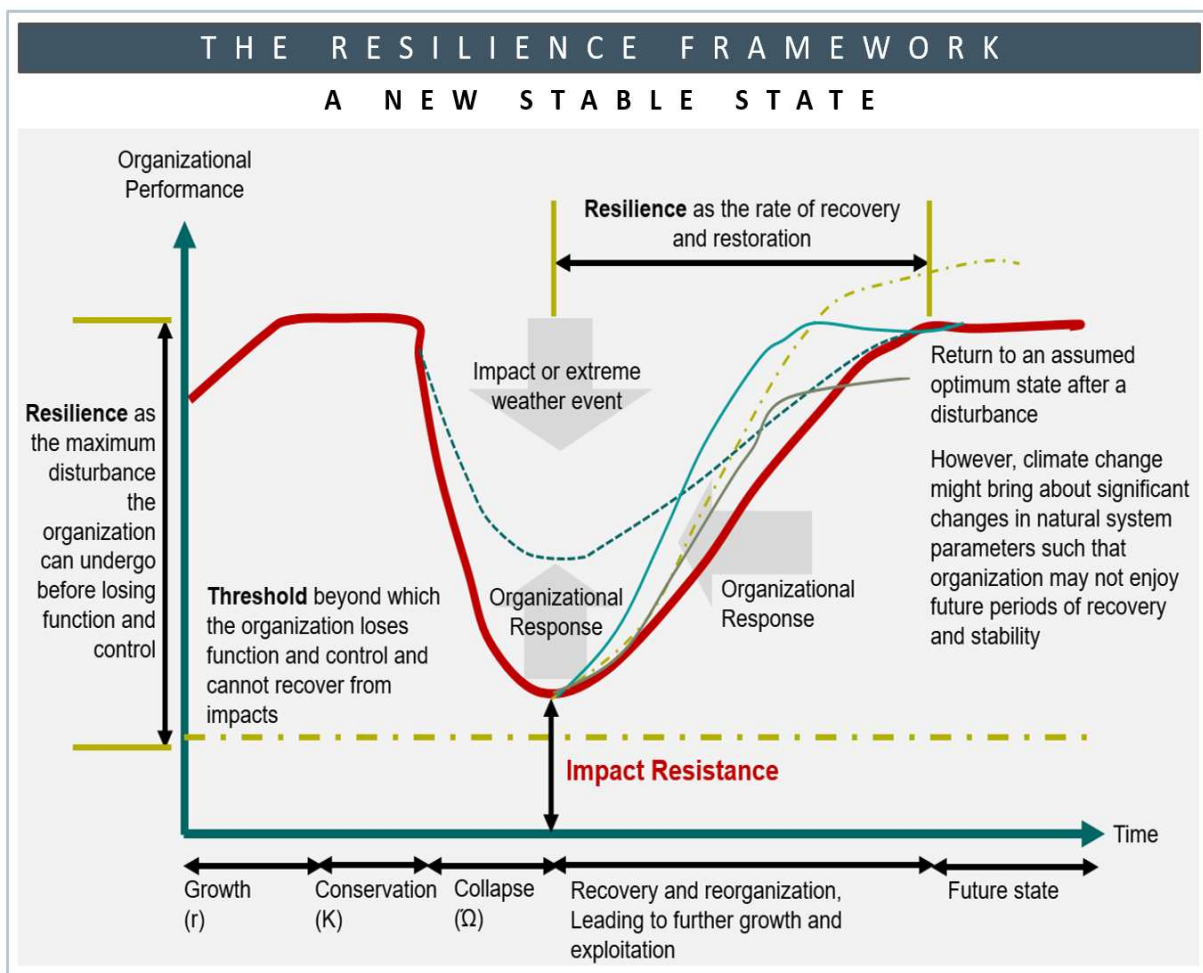 THE RESILIENCE FRAMEWORK
A NEW STABLE STATE
Organizational
Performance
Resilience as the rate of recovery
and restoration
Impact or extreme
weather event
Resilience as
the maximum
disturbance
the
organization
can undergo
before losing
function and
control
Threshold beyond which
the organization loses
function and control and
cannot recover from
impacts
Organizational
Response
Organizational
Response
Return to an assumed
optimum state after a
disturbance
However, climate change
might bring about significant
changes in natural system
parameters such that
organization may not enjoy
future periods of recovery
and stability
Impact Resistance
Time
Growth
(r)
Conservation
(K)
Collapse
(Ω)
Recovery and reorganization,
Leading to further growth and
exploitation
Future state